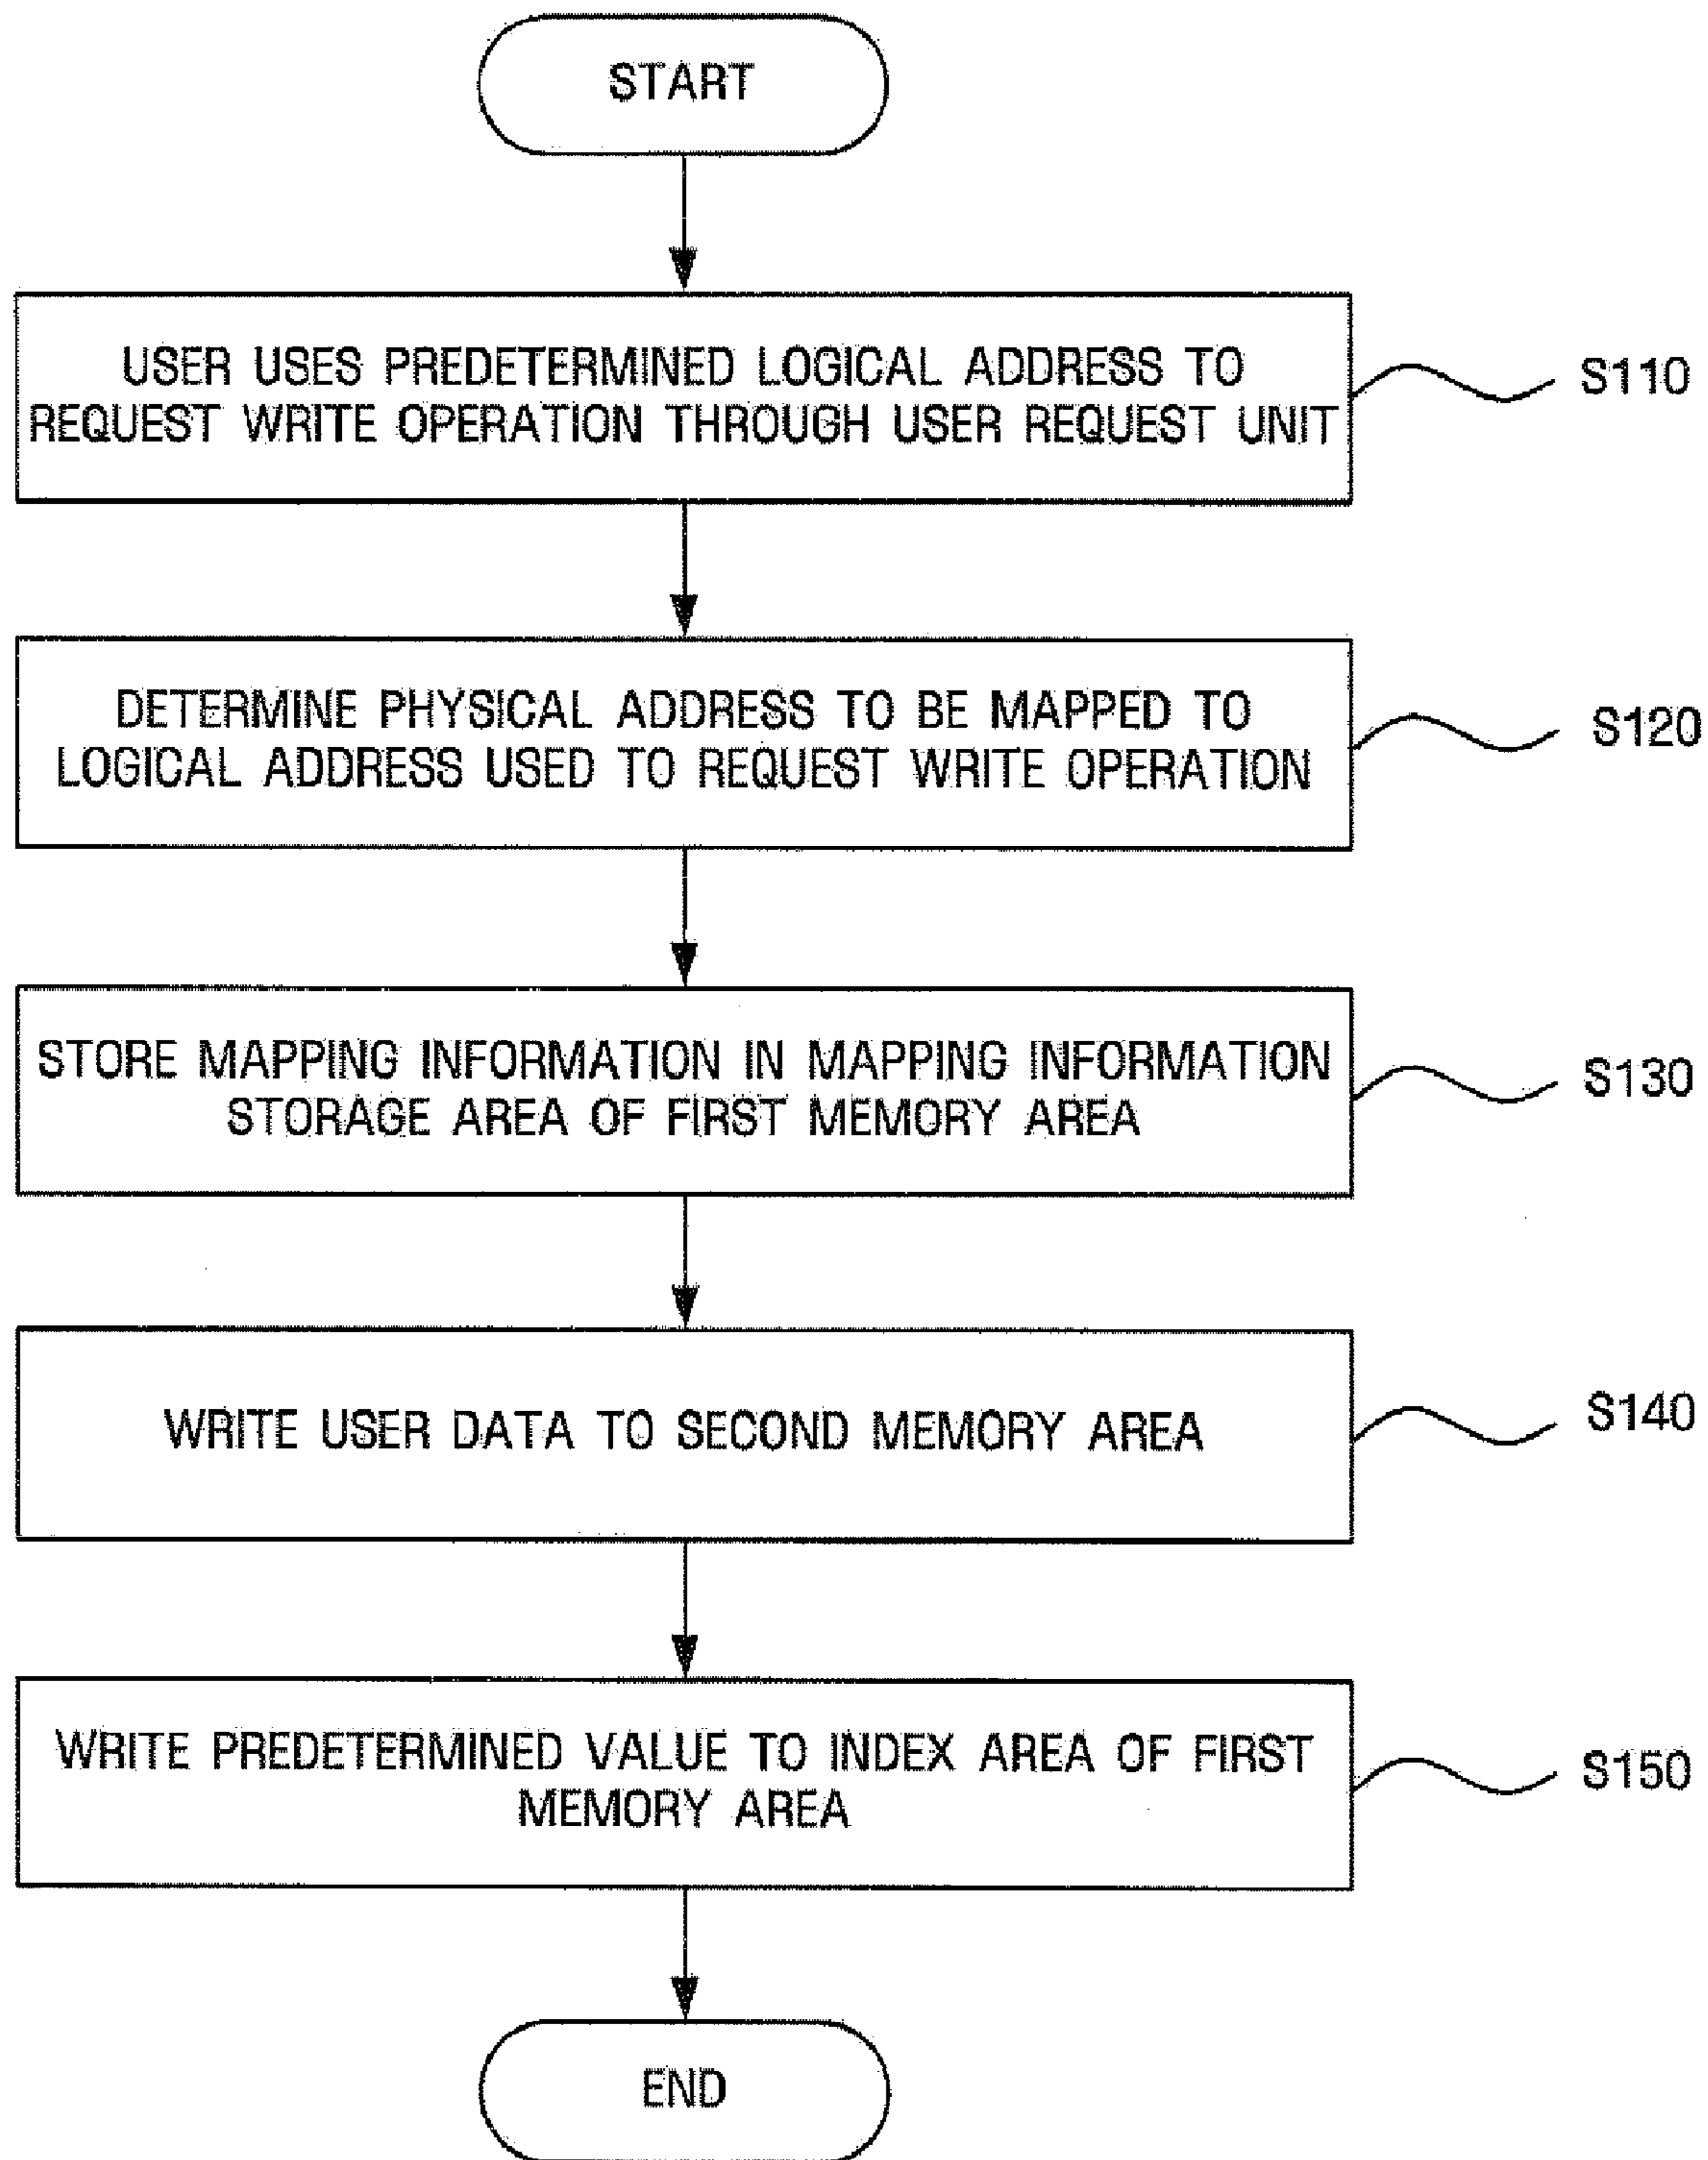 START
USER USES PREDETERMINED LOGICAL ADDRESS TO
REQUEST WRITE OPERATION THROUGH USER REQUEST UNIT
S110
DETERMINE PHYSICAL ADDRESS TO BE MAPPED TO
LOGICAL ADDRESS USED TO REQUEST WRITE OPERATION
S120
STORE MAPPING INFORMATION IN MAPPING INFORMATION
STORAGE AREA OF FIRST MEMORY AREA
S130
WRITE USER DATA TO SECOND MEMORY AREA
S140
WRITE PREDETERMINED VALUE TO INDEX AREA OF FIRST
MEMORY AREA
S150
END